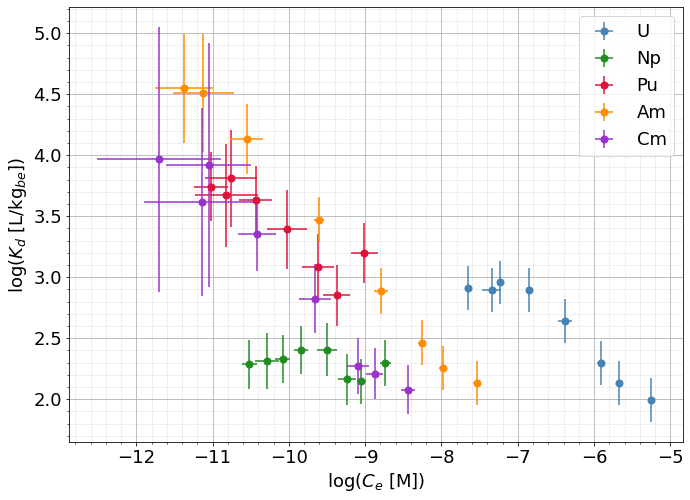 5.0
4.5
4.0
3.5
3.0
2.5
2.0
log(K_d [L/kg_be])
U
Np
Pu
Am
Cm
−12 −11 −10 −9 −8 −7 −6 −5
log(C_e [M])